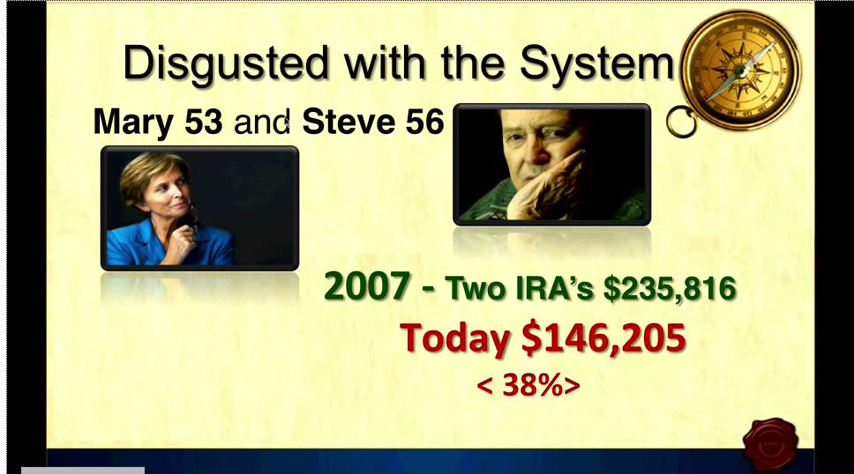 Disgusted with the System
Mary 53 and Steve 56
2007 - Two IRA's $235,816
Today $146,205
< 38%>